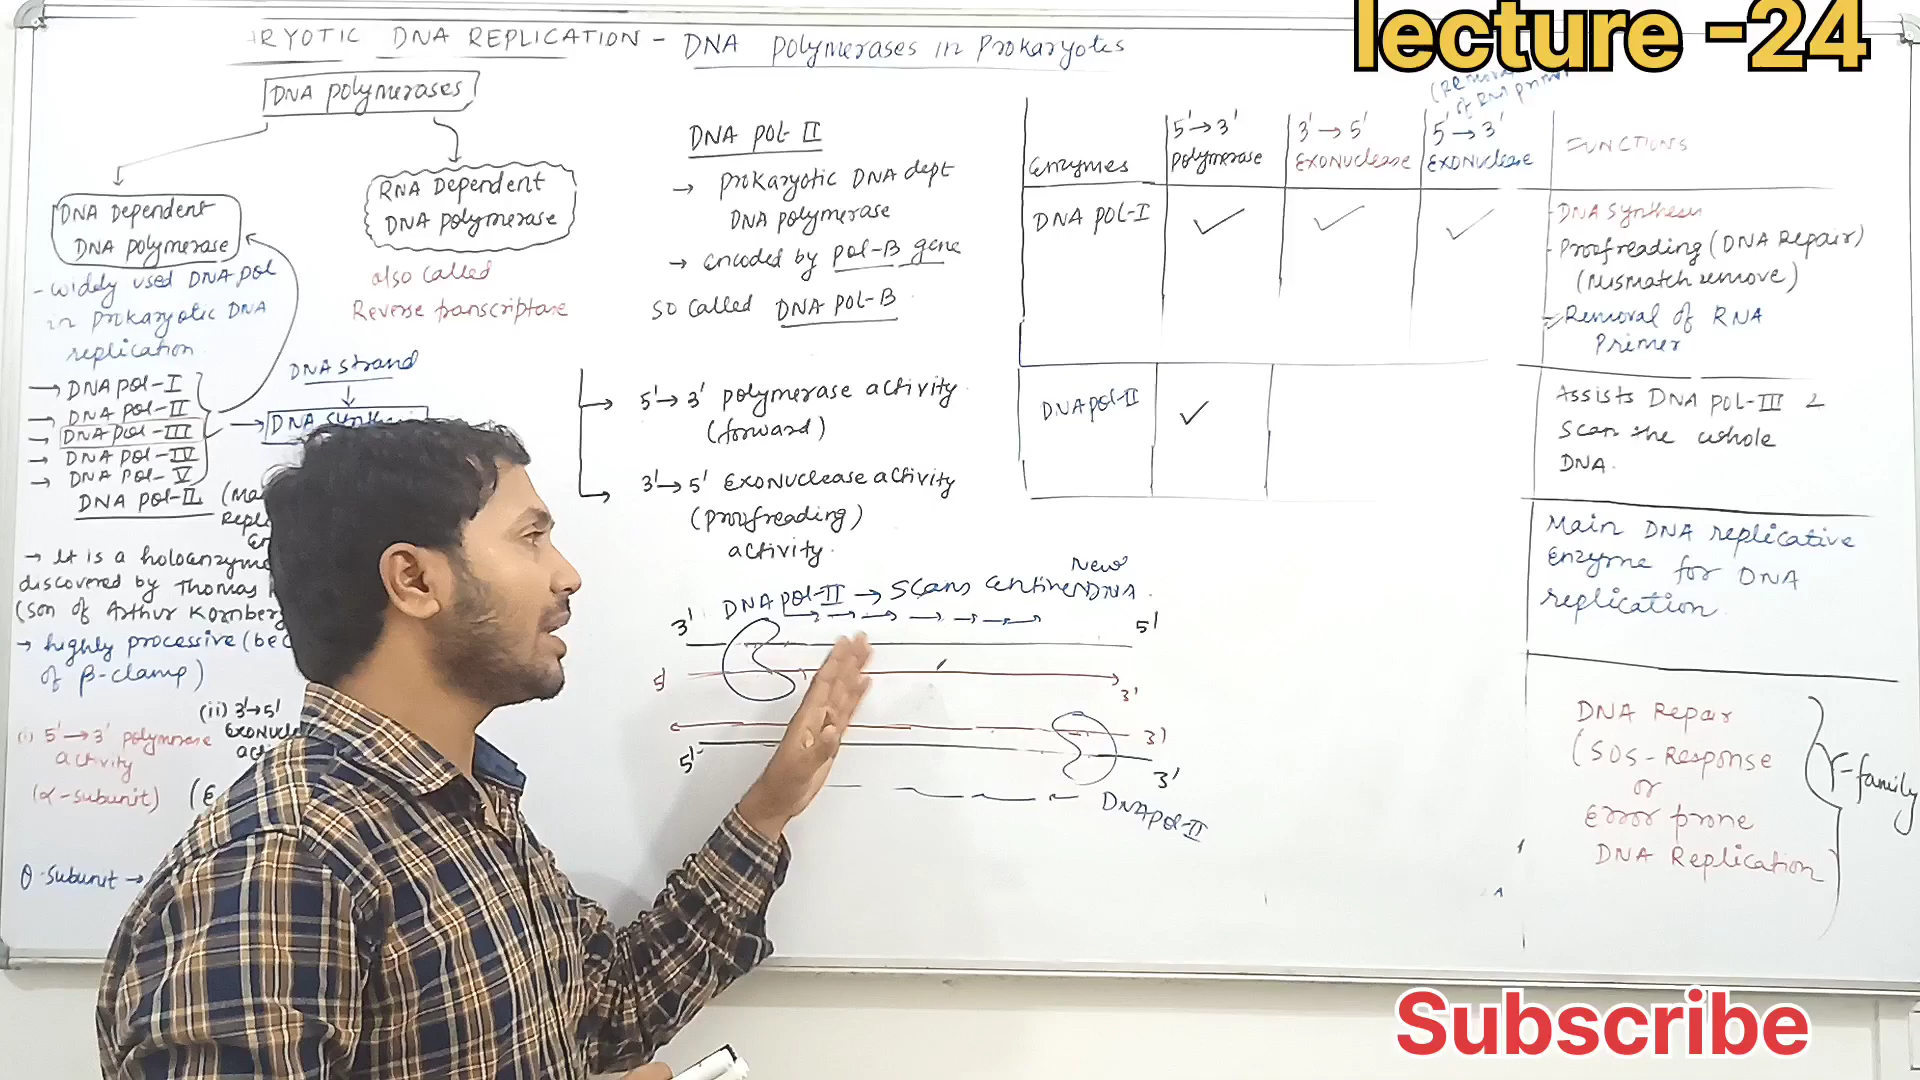 lecture -24
RYOTIC DNA REPLICATION - DNA polymerases in Prokaryotes
DNA polymerases
DNA Dependent
DNA polymerase
RNA Dependent
DNA polymerase
also called
Reverse transcriptase
- widely used DNA pol
in prokaryotic DNA
replication
→ DNA pol-I
→ DNA pol-II
→ DNA pol-III
→ DNA pol-IV
→ DNA pol-V
DNA strand
→ It is a holoenzyme
discovered by Thomas
(son of Arthur Kornberg
→ highly processive (bec
of β-clamp)
(i) 5'→3' polymerase
activity
(α-subunit)
(ii) 3'→5'
θ-subunit →
DNA pol-II
→ prokaryotic DNA dept
DNA polymerase
→ encoded by pol-B gene
so called DNA pol-B
5'→3' polymerase activity
(forward)
3'→5' Exonuclease activity
(proofreading)
activity.
New
DNA pol-II → scans entire DNA.
3' 5'
5' 3'
3'
5' 3'
DNA pol-II
Enzymes
5'→3'
polymerase
3'→5'
Exonuclease
5'→3'
Exonuclease
FUNCTIONS
DNA pol-I ✓ ✓ ✓
- DNA synthesis
- Proofreading (DNA Repair)
(Mismatch remove)
- Removal of RNA
Primer
DNA pol-II ✓
Assists DNA pol-III &
scan the whole
DNA.
Main DNA replicative
enzyme for DNA
replication.
DNA Repair
(SOS-Response
or
Error prone
DNA Replication)
Y-family
Subscribe